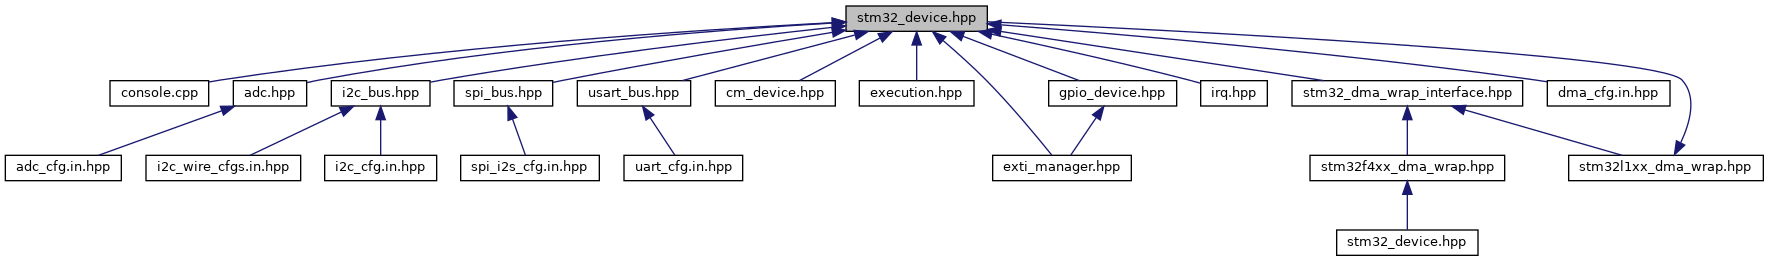 stm32_device.hpp
console.cpp
adc.hpp
i2c_bus.hpp
spi_bus.hpp
usart_bus.hpp
cm_device.hpp
execution.hpp
gpio_device.hpp
irq.hpp
stm32_dma_wrap_interface.hpp
dma_cfg.in.hpp
adc_cfg.in.hpp
i2c_wire_cfgs.in.hpp
i2c_cfg.in.hpp
spi_i2s_cfg.in.hpp
uart_cfg.in.hpp
exti_manager.hpp
stm32f4xx_dma_wrap.hpp
stm32l1xx_dma_wrap.hpp
stm32_device.hpp